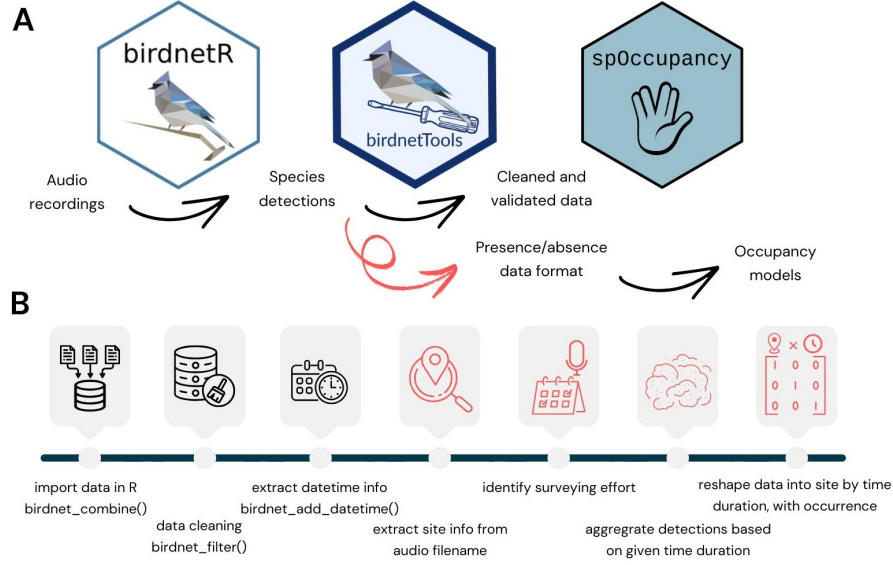 A
birdnetR
birdnetTools
spOccupancy
Audio
recordings
Species
detections
Cleaned and
validated data
Presence/absence
data format
Occupancy
models
B
1 0 0
0 1 0
0 0 1
import data in R
birdnet_combine()
data cleaning
birdnet_filter()
extract datetime info
birdnet_add_datetime()
extract site info from
audio filename
identify surveying effort
aggregrate detections based
on given time duration
reshape data into site by time
duration, with occurrence